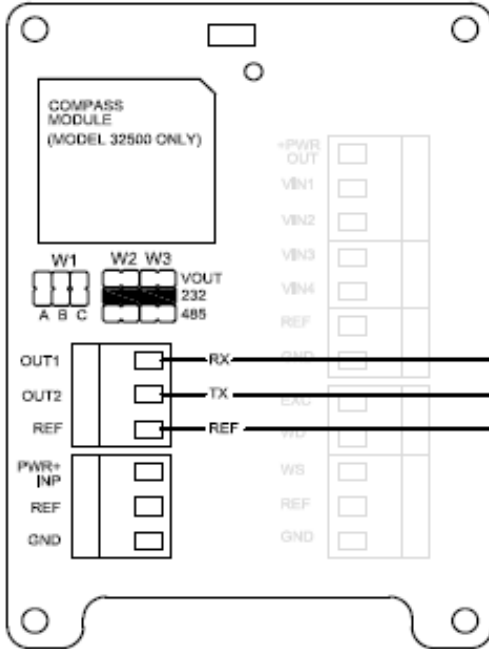 COMPASS
MODULE
(MODEL 32500 ONLY)
+PWR
OUT
VIN1
VIN2
VIN3
VIN4
REF
GND
W1
W2 W3
VOUT
232
485
A B C
OUT1
RX
OUT2
TX
REF
REF
EXC
WD
WS
REF
GND
PWR+
INP
REF
GND